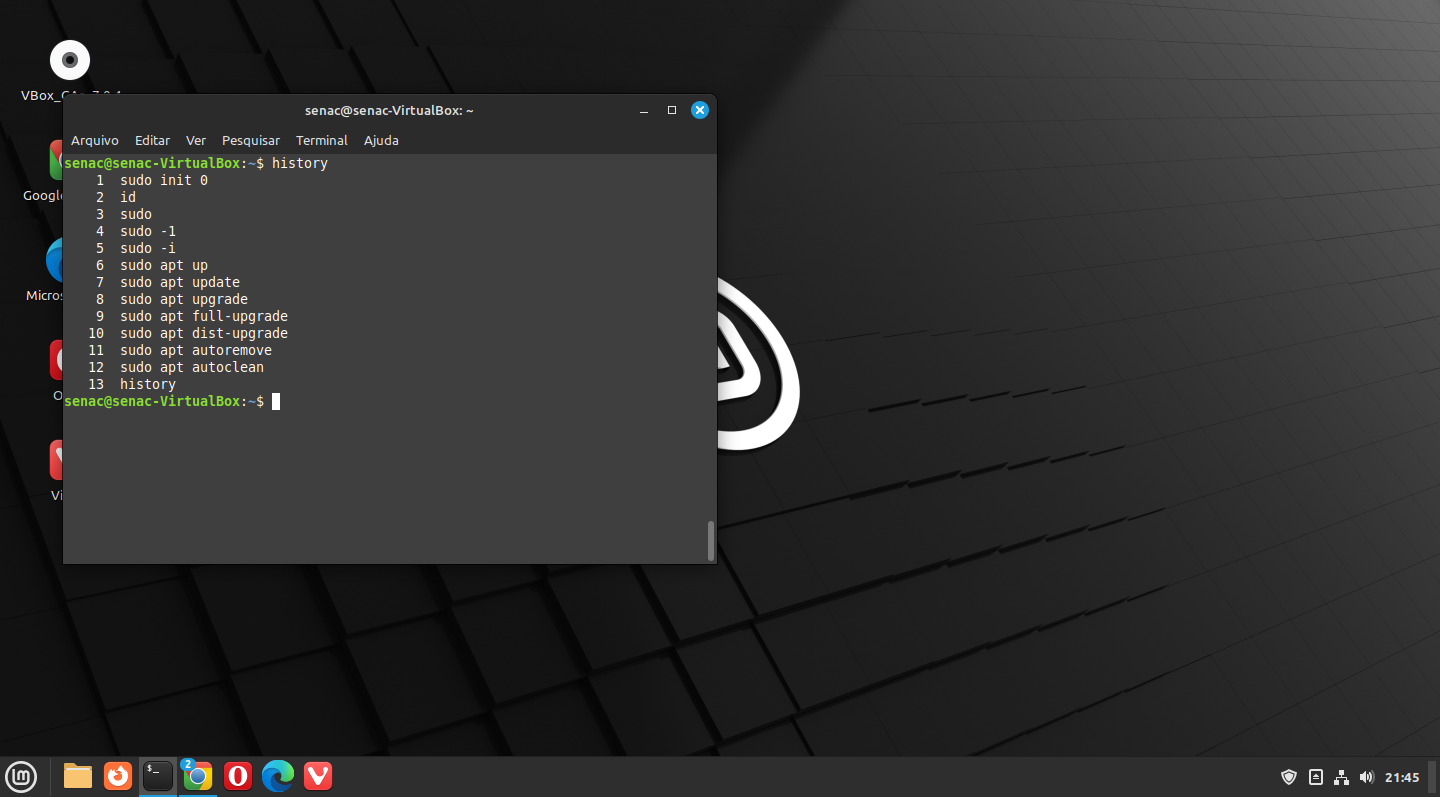 VBox_GAs_7.0.4
senac@senac-VirtualBox: ~
Arquivo Editar Ver Pesquisar Terminal Ajuda
senac@senac-VirtualBox:~$ history
1 sudo init 0
2 id
3 sudo
4 sudo -1
5 sudo -i
6 sudo apt up
7 sudo apt update
8 sudo apt upgrade
9 sudo apt full-upgrade
10 sudo apt dist-upgrade
11 sudo apt autoremove
12 sudo apt autoclean
13 history
senac@senac-VirtualBox:~$
Google
Micros
O
Vi
$_
2
21:45